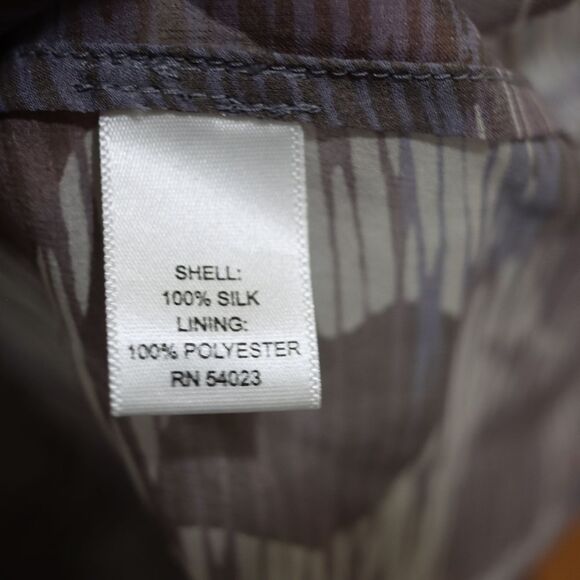 SHELL:
100% SILK
LINING:
100% POLYESTER
RN 54023